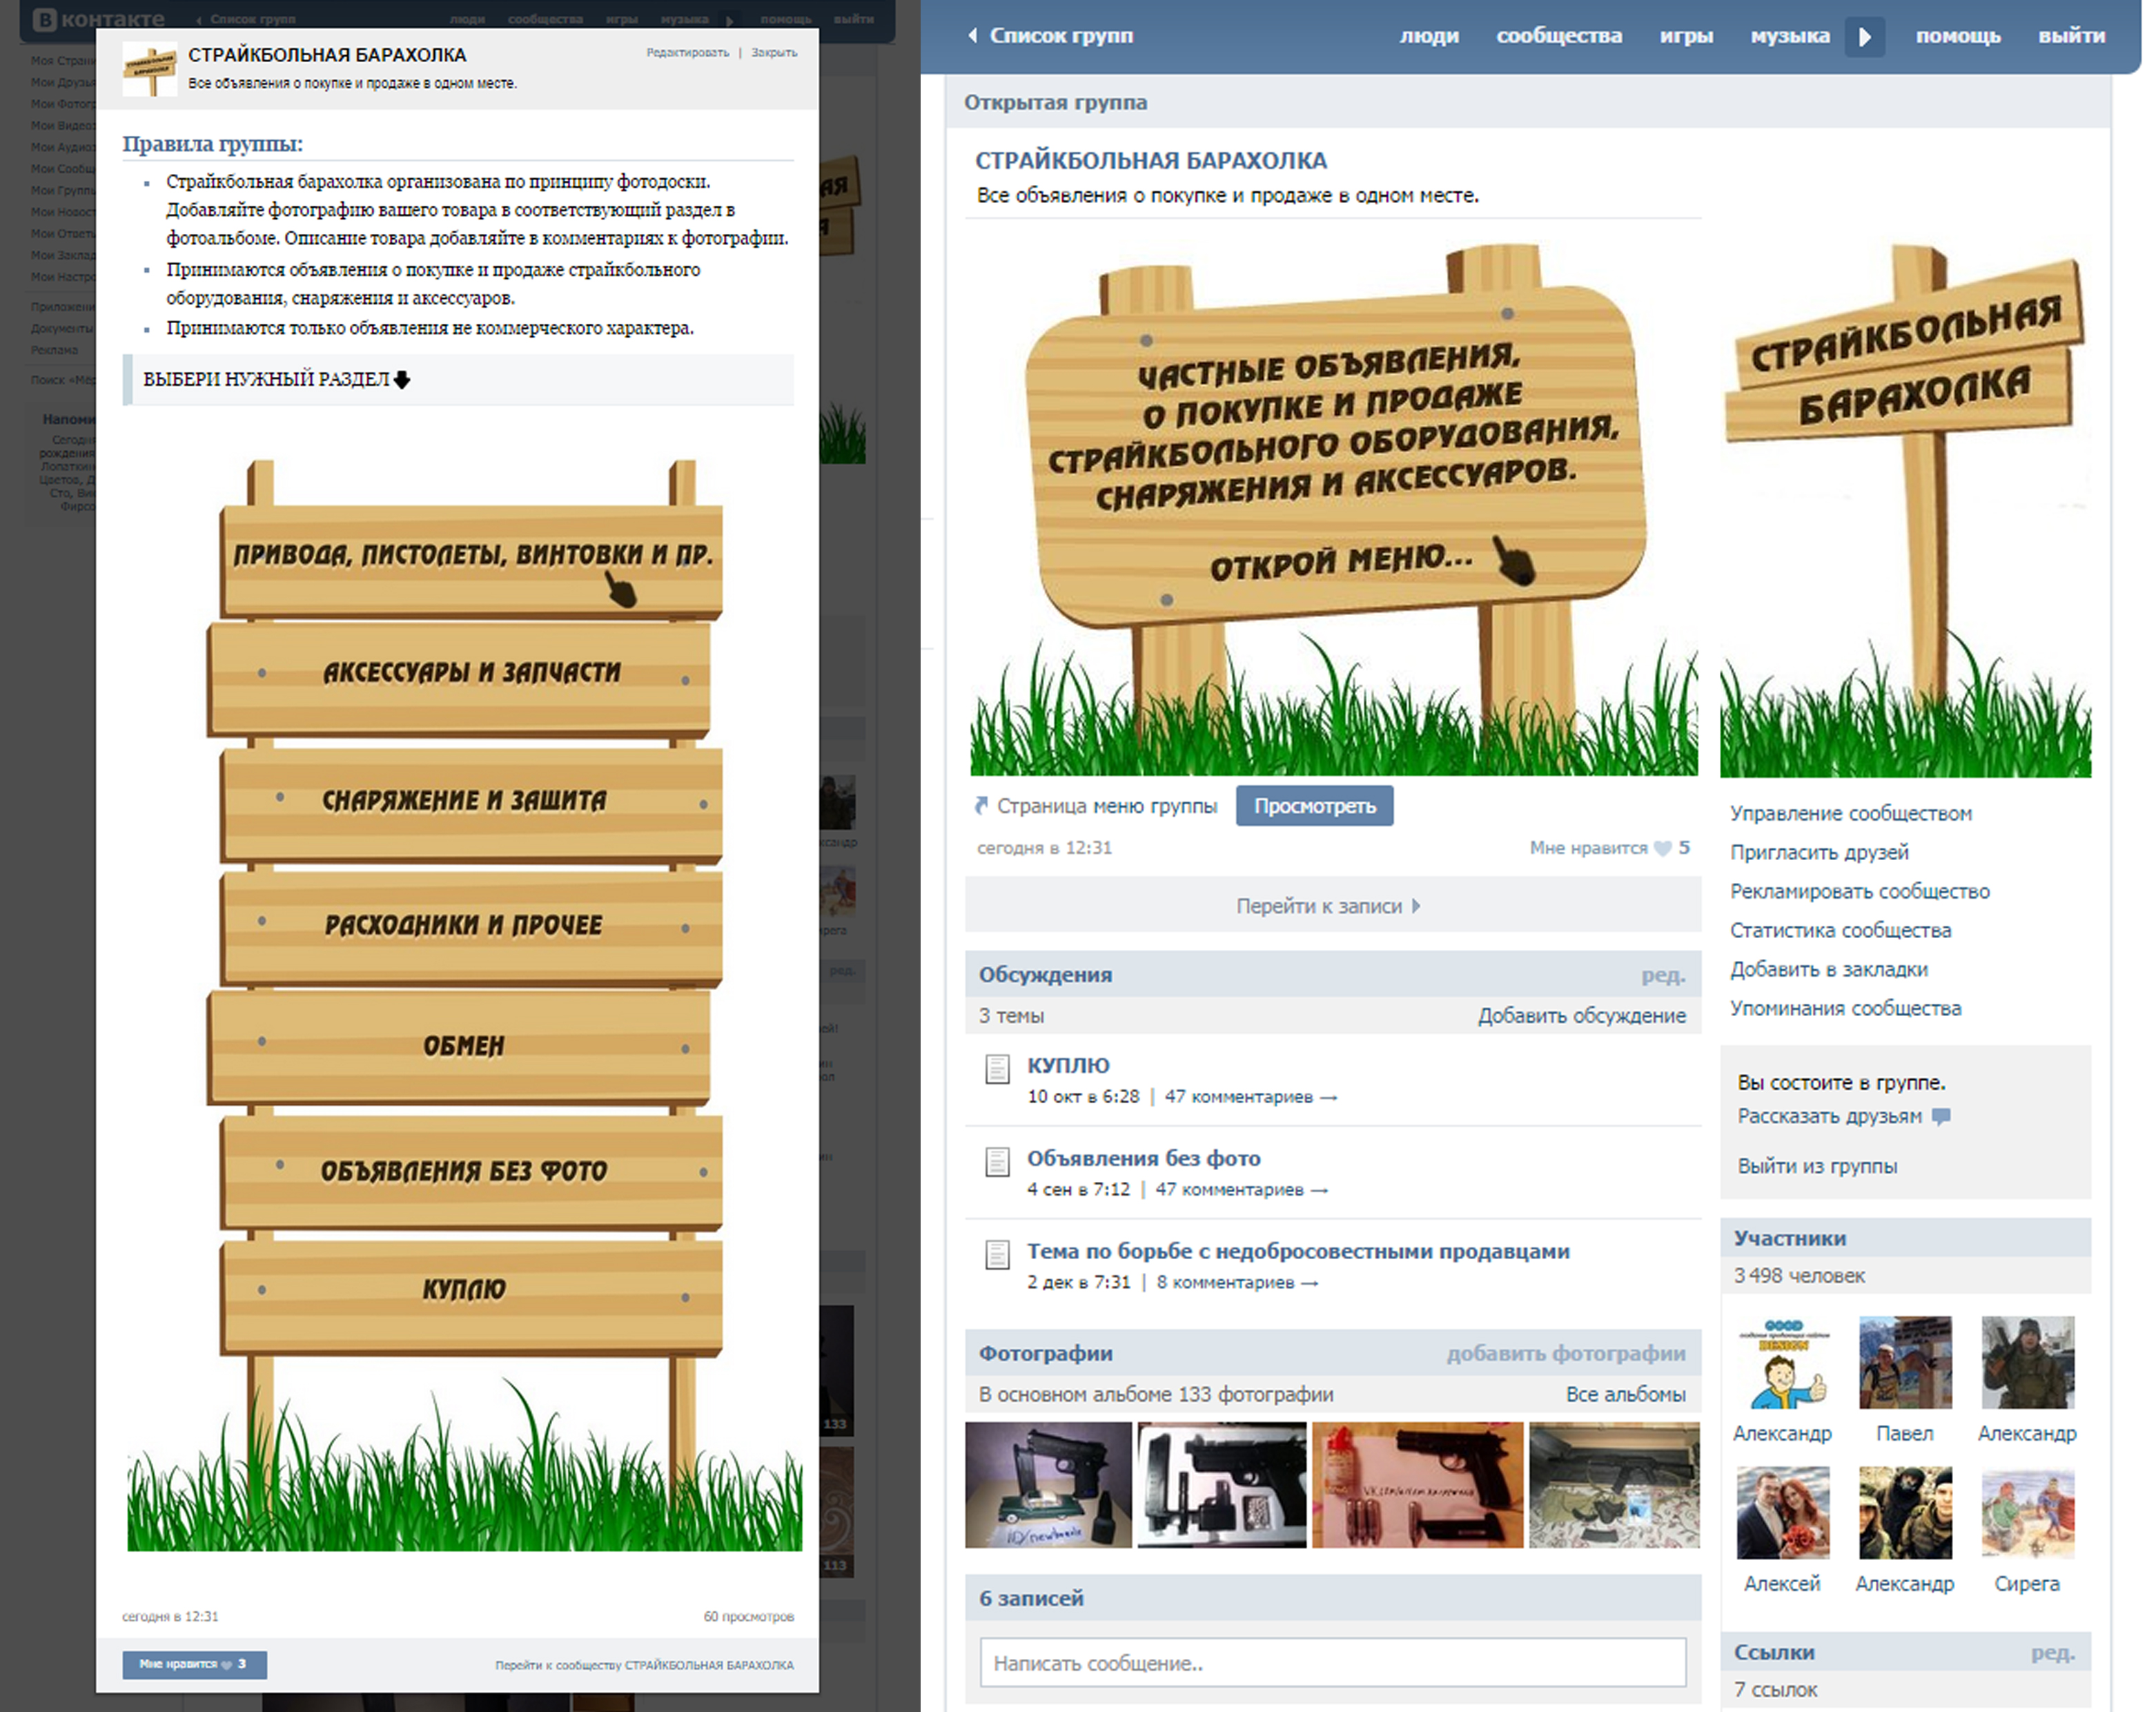 В контакте
Список групп
люди
сообщества
игры
музыка
помощь
выйти
СТРАЙКБОЛЬНАЯ БАРАХОЛКА
Редактировать | Закрыть
Все объявления о покупке и продаже в одном месте.
Правила группы:
Страйкбольная барахолка организована по принципу фотодоски.
Добавляйте фотографию вашего товара в соответствующий раздел в
фотоальбоме. Описание товара добавляйте в комментариях к фотографии.
Принимаются объявления о покупке и продаже страйкбольного
оборудования, снаряжения и аксессуаров.
Принимаются только объявления не коммерческого характера.
ВЫБЕРИ НУЖНЫЙ РАЗДЕЛ
ПРИВОДА, ПИСТОЛЕТЫ, ВИНТОВКИ И ПР.
АКСЕССУАРЫ И ЗАПЧАСТИ
СНАРЯЖЕНИЕ И ЗАШИТА
РАСХОДНИКИ И ПРОЧЕЕ
ОБМЕН
ОБЪЯВЛЕНИЯ БЕЗ ФОТО
КУПЛЮ
сегодня в 12:31
60 просмотров
Мне нравится 3
Перейти к сообществу СТРАЙКБОЛЬНАЯ БАРАХОЛКА
Приложени
Документы
Реклама
133
113
Список групп
люди
сообщества
игры
музыка
помощь
выйти
Открытая группа
СТРАЙКБОЛЬНАЯ БАРАХОЛКА
Все объявления о покупке и продаже в одном месте.
ЧАСТНЫЕ ОБЪЯВЛЕНИЯ,
О ПОКУПКЕ И ПРОДАЖЕ
СТРАЙКБОЛЬНОГО ОБОРУДОВАНИЯ,
СНАРЯЖЕНИЯ И АКСЕССУАРОВ.
ОТКРОЙ МЕНЮ...
СТРАЙКБОЛЬНАЯ
БАРАХОЛКА
Страница меню группы
Просмотреть
сегодня в 12:31
Мне нравится 5
Перейти к записи
Обсуждения
ред.
3 темы
Добавить обсуждение
КУПЛЮ
10 окт в 6:28 | 47 комментариев →
Объявления без фото
4 сен в 7:12 | 47 комментариев →
Тема по борьбе с недобросовестными продавцами
2 дек в 7:31 | 8 комментариев →
Фотографии
добавить фотографии
В основном альбоме 133 фотографии
Все альбомы
6 записей
Написать сообщение..
Управление сообществом
Пригласить друзей
Рекламировать сообщество
Статистика сообщества
Добавить в закладки
Упоминания сообщества
Вы состоите в группе.
Рассказать друзьям
Выйти из группы
Участники
3 498 человек
GOOD
DESIGN
Александр
Павел
Александр
Алексей
Александр
Сирега
Ссылки
ред.
7 ссылок